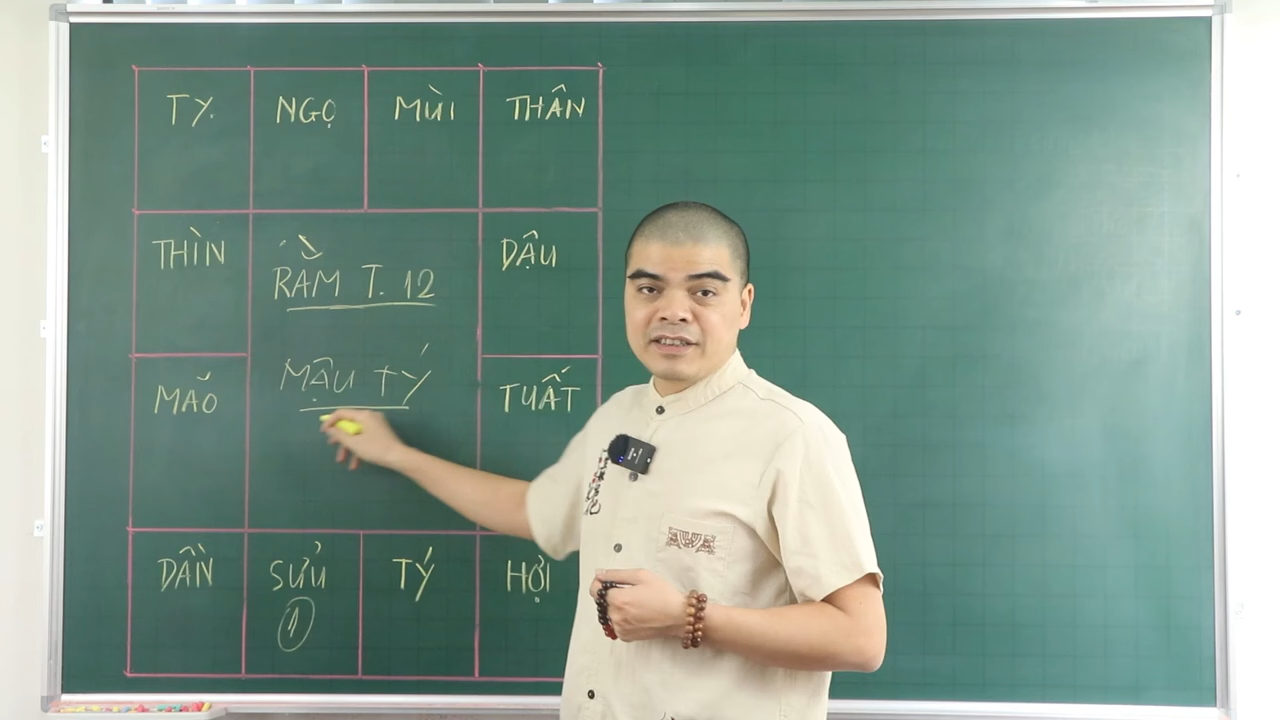 TỴ. NGỌ MÙI THÂN
THÌN DẬU
RẰM T. 12
MÃO MẬU TÝ TUẤT
DẦN SỬU TÝ HỢI
1